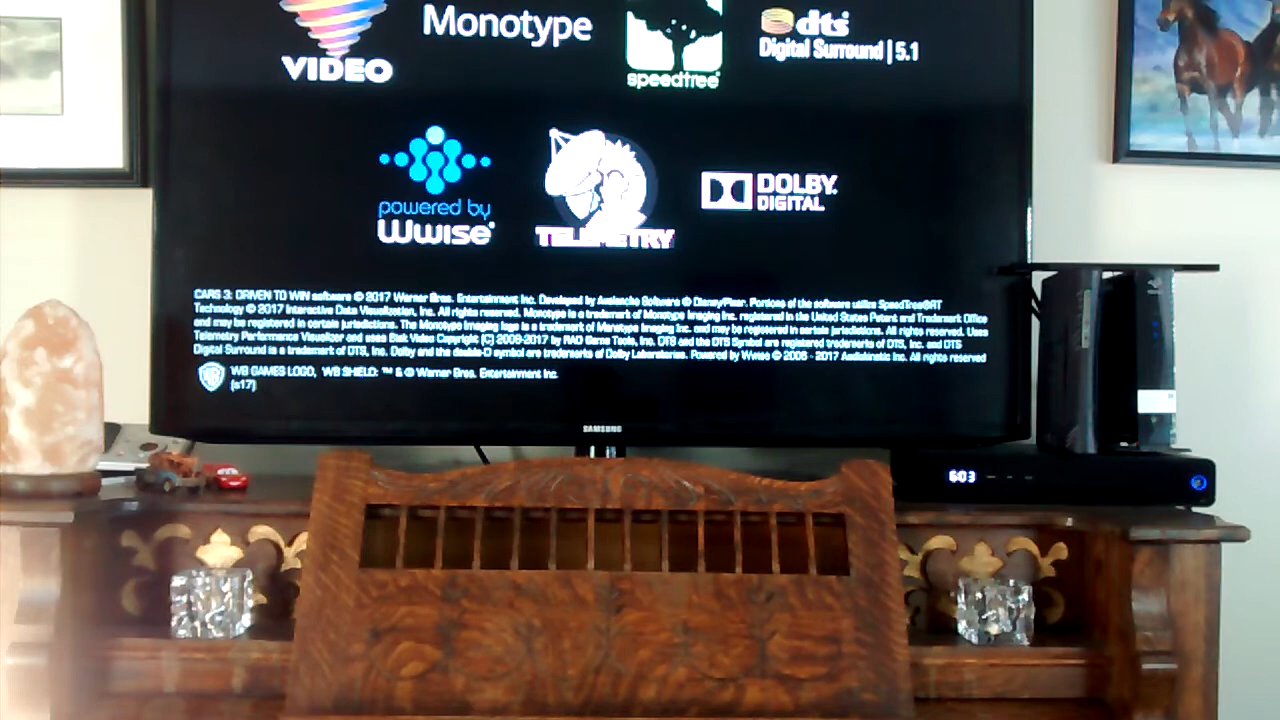 VIDEO
Monotype
speedtree
dts
Digital Surround | 5.1
powered by
Wwise
TELEMETRY
DOLBY
DIGITAL
CARS 3: DRIVEN TO WIN software © 2017 Warner Bros. Entertainment Inc. Developed by Avalanche Software © Disney/Pixar. Portions of the software utilize SpeedTree®RT
Technology © 2017 Interactive Data Visualization, Inc. All rights reserved. Monotype is a trademark of Monotype Imaging Inc. registered in the United States Patent and Trademark Office
and may be registered in certain jurisdictions. The Monotype Imaging logo is a trademark of Monotype Imaging Inc. and may be registered in certain jurisdictions. All rights reserved. Uses
Telemetry Performance Visualizer and uses Bink Video Copyright (C) 2009-2017 by RAD Game Tools, Inc. DTS and the DTS Symbol are registered trademarks of DTS, Inc. and DTS
Digital Surround is a trademark of DTS, Inc. Dolby and the double-D symbol are trademarks of Dolby Laboratories. Powered by Wwise © 2006 - 2017 Audiokinetic Inc. All rights reserved
WB GAMES LOGO, WB SHIELD: ™ & © Warner Bros. Entertainment Inc.
(s17)
SAMSUNG
6:03